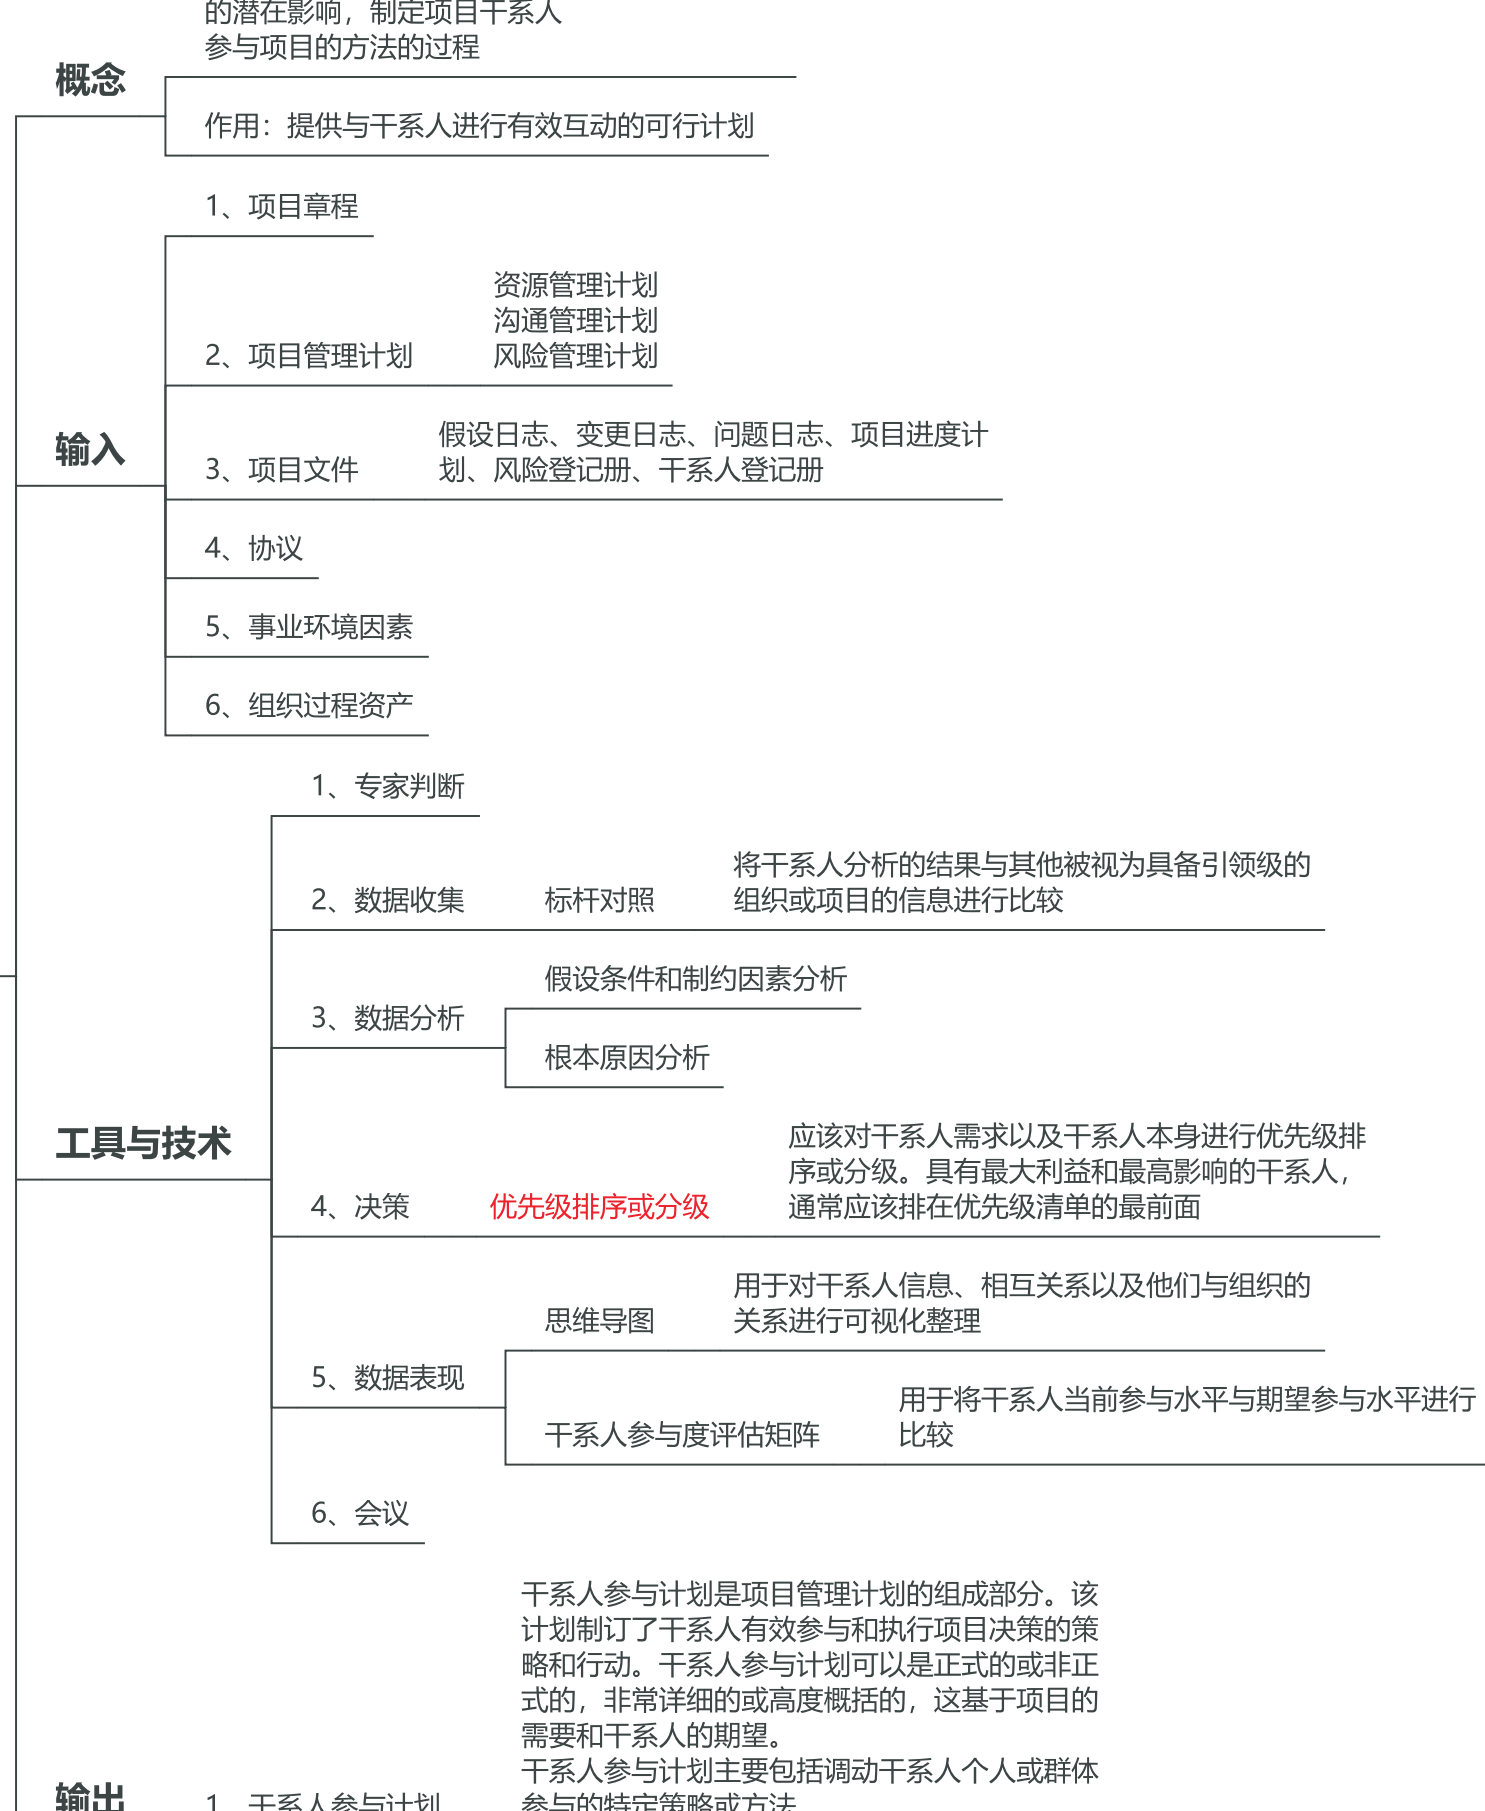 的潜在影响，制定项目干系人
参与项目的方法的过程
概念
作用：提供与干系人进行有效互动的可行计划
1、项目章程
资源管理计划
沟通管理计划
风险管理计划
2、项目管理计划
输入
假设日志、变更日志、问题日志、项目进度计
划、风险登记册、干系人登记册
3、项目文件
4、协议
5、事业环境因素
6、组织过程资产
1、专家判断
将干系人分析的结果与其他被视为具备引领级的
组织或项目的信息进行比较
2、数据收集
标杆对照
假设条件和制约因素分析
3、数据分析
根本原因分析
工具与技术
应该对干系人需求以及干系人本身进行优先级排
序或分级。具有最大利益和最高影响的干系人，
通常应该排在优先级清单的最前面
4、决策
优先级排序或分级
用于对干系人信息、相互关系以及他们与组织的
关系进行可视化整理
思维导图
5、数据表现
用于将干系人当前参与水平与期望参与水平进行
比较
干系人参与度评估矩阵
6、会议
干系人参与计划是项目管理计划的组成部分。该
计划制订了干系人有效参与和执行项目决策的策
略和行动。干系人参与计划可以是正式的或非正
式的，非常详细的或高度概括的，这基于项目的
需要和干系人的期望。
干系人参与计划主要包括调动干系人个人或群体
参与的特定策略或方法
输出
1、干系人参与计划